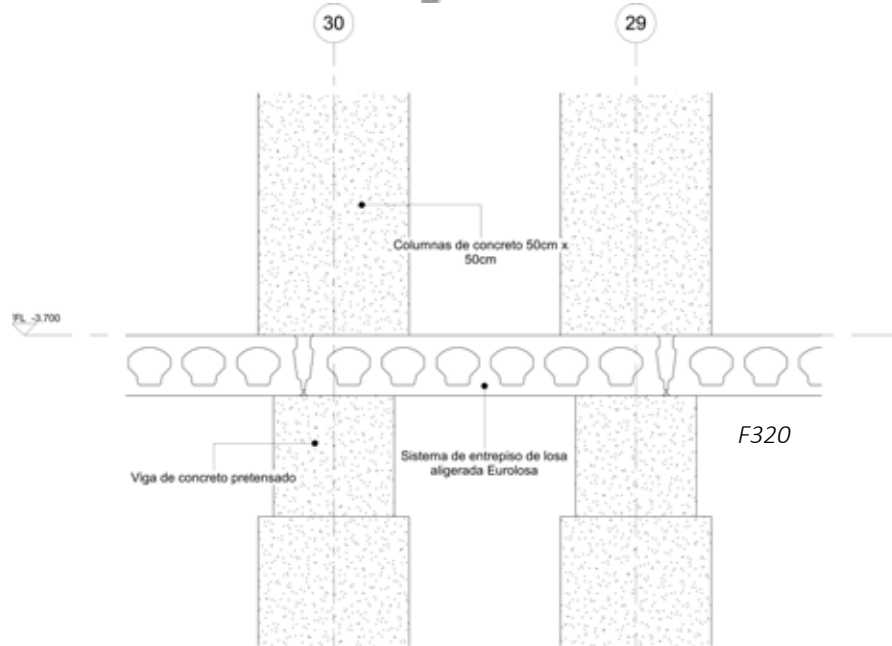 30
29
Columnas de concreto 50cm x
50cm
FL -3.700
F320
Sistema de entrepiso de losa
aligerada Eurolosa
Viga de concreto pretensado